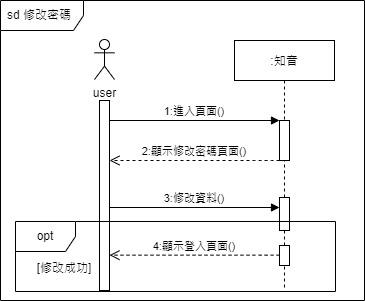 sd 修改密碼
:知音
user
1:進入頁面()
2:顯示修改密碼頁面()
3:修改資料()
opt
4:顯示登入頁面()
[修改成功]